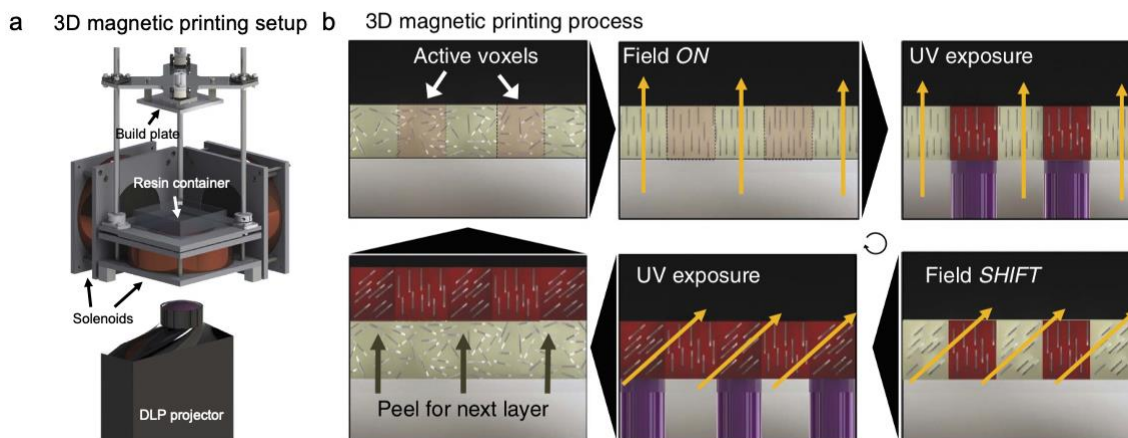 a 3D magnetic printing setup
Build plate
Resin container
Solenoids
DLP projector
b 3D magnetic printing process
Active voxels
Field ON
UV exposure
Peel for next layer
UV exposure
Field SHIFT